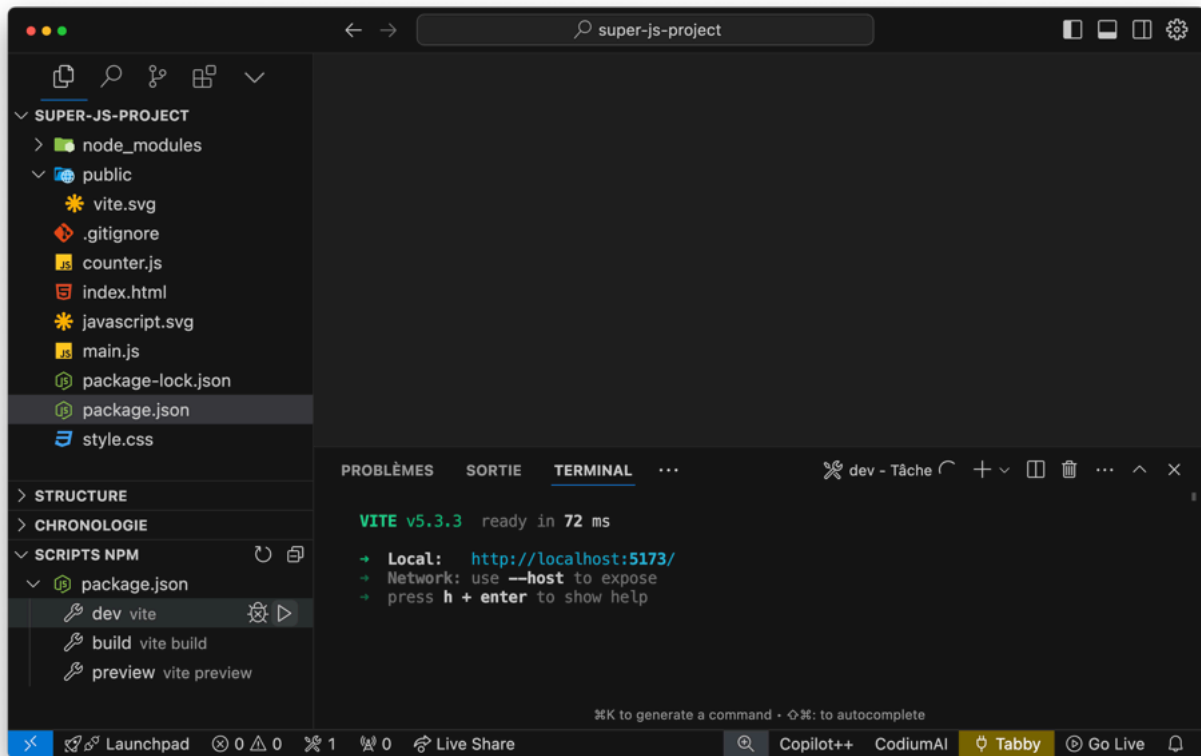 super-js-project
SUPER-JS-PROJECT
node_modules
public
vite.svg
.gitignore
counter.js
index.html
javascript.svg
main.js
package-lock.json
package.json
style.css
STRUCTURE
CHRONOLOGIE
SCRIPTS NPM
package.json
dev vite
build vite build
preview vite preview
PROBLÈMES SORTIE TERMINAL ··· dev - Tâche
VITE v5.3.3 ready in 72 ms
➜ Local: http://localhost:5173/
➜ Network: use --host to expose
➜ press h + enter to show help
⌘K to generate a command • ⇧⌘: to autocomplete
Launchpad 0 0 1 0 Live Share Copilot++ CodiumAI Tabby Go Live